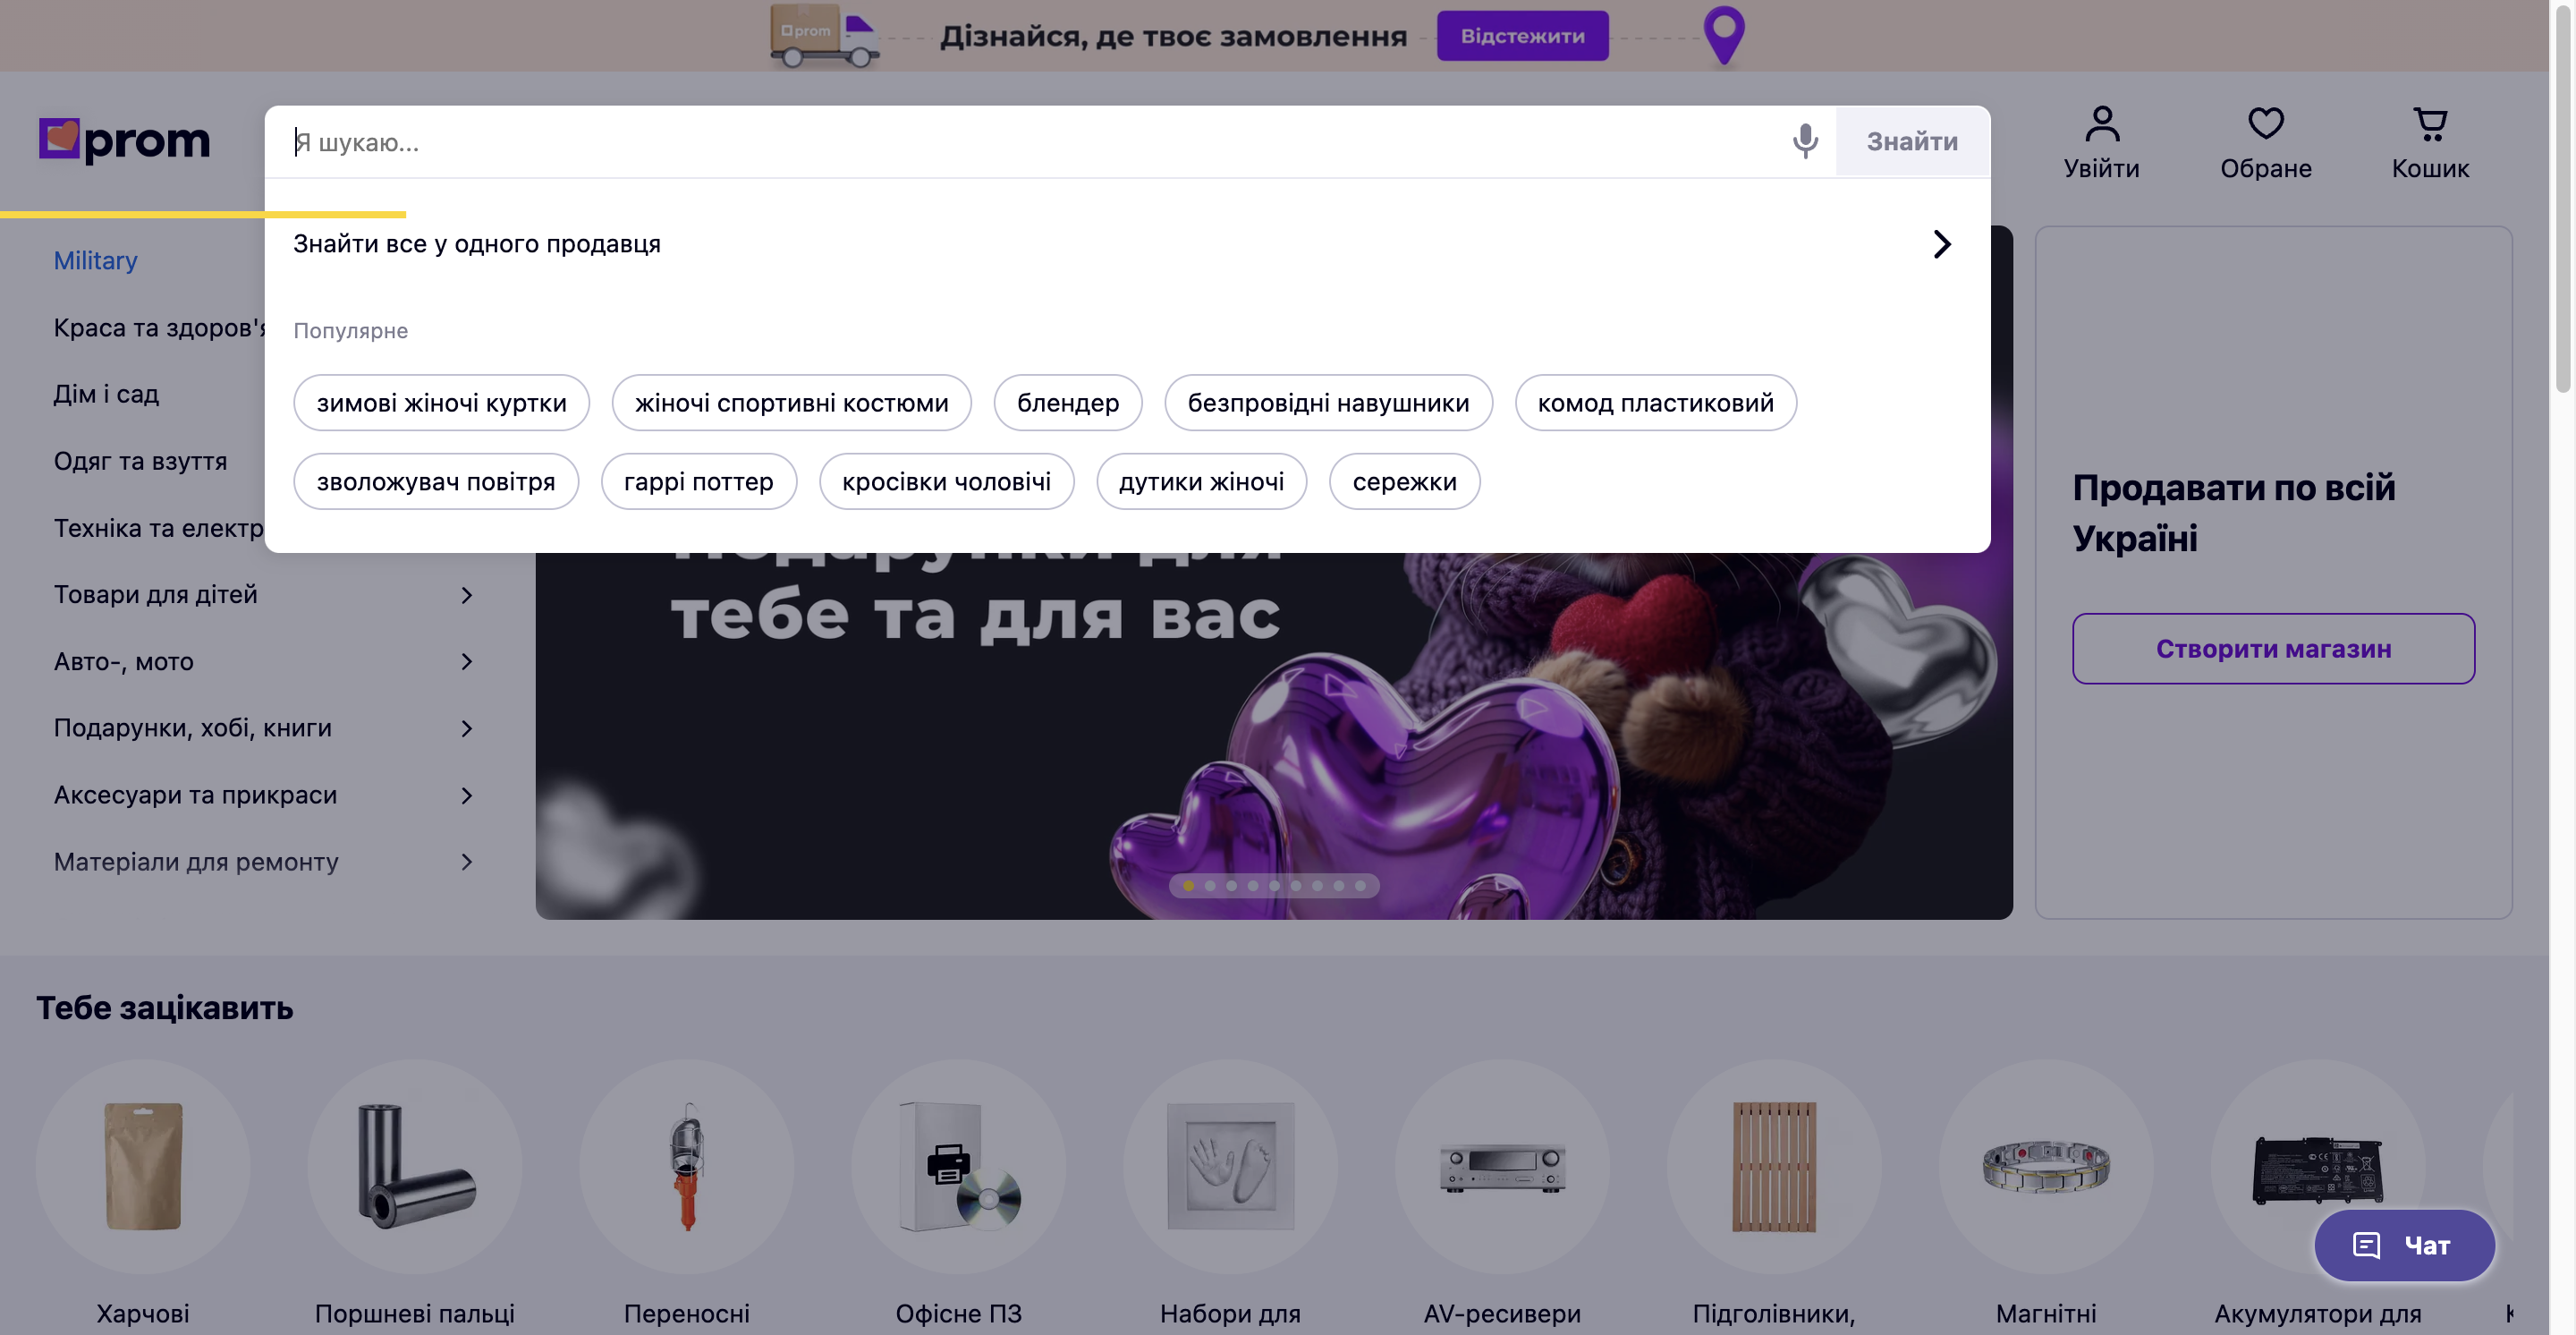 prom
Дізнайся, де твоє замовлення
Відстежити
prom
Я шукаю...
Знайти
Увійти
Обране
Кошик
Знайти все у одного продавця
Популярне
зимові жіночі куртки
жіночі спортивні костюми
блендер
безпровідні навушники
комод пластиковий
зволожувач повітря
гаррі поттер
кросівки чоловічі
дутики жіночі
сережки
Military
Краса та здоров'я
Дім і сад
Одяг та взуття
Техніка та електр
Товари для дітей
Авто-, мото
Подарунки, хобі, книги
Аксесуари та прикраси
Матеріали для ремонту
Подарунки для
тебе та для вас
Продавати по всій
Україні
Створити магазин
Тебе зацікавить
Харчові
Поршневі пальці
Переносні
Офісне ПЗ
Набори для
AV-ресивери
Підголівники,
Магнітні
Акумулятори для
Чат